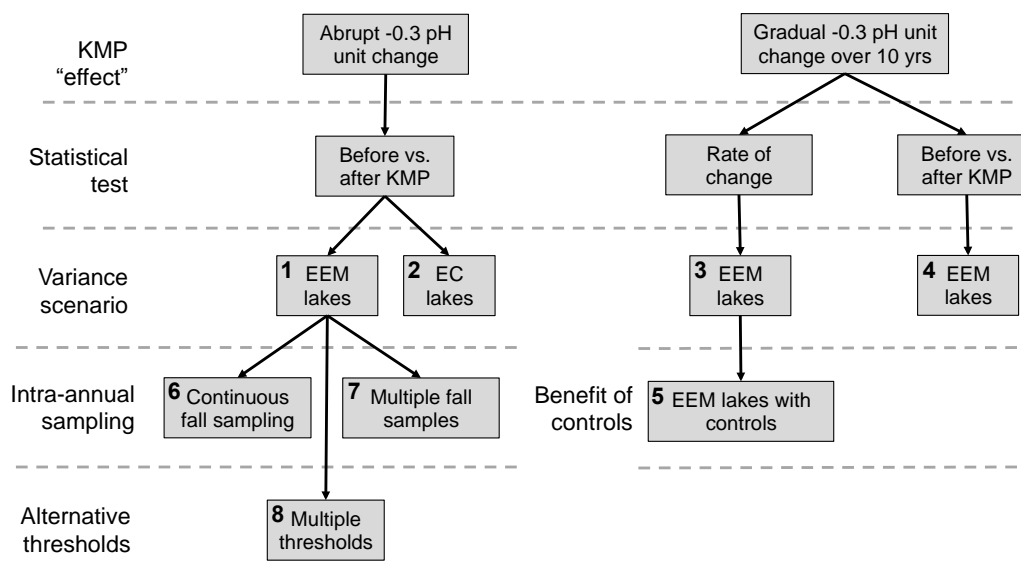 KMP
“effect”
Abrupt -0.3 pH
unit change
Gradual -0.3 pH unit
change over 10 yrs
Statistical
test
Before vs.
after KMP
Rate of
change
Before vs.
after KMP
Variance
scenario
1 EEM
lakes
2 EC
lakes
3 EEM
lakes
4 EEM
lakes
Intra-annual
sampling
6 Continuous
fall sampling
7 Multiple fall
samples
Benefit of
controls
5 EEM lakes with
controls
Alternative
thresholds
8 Multiple
thresholds